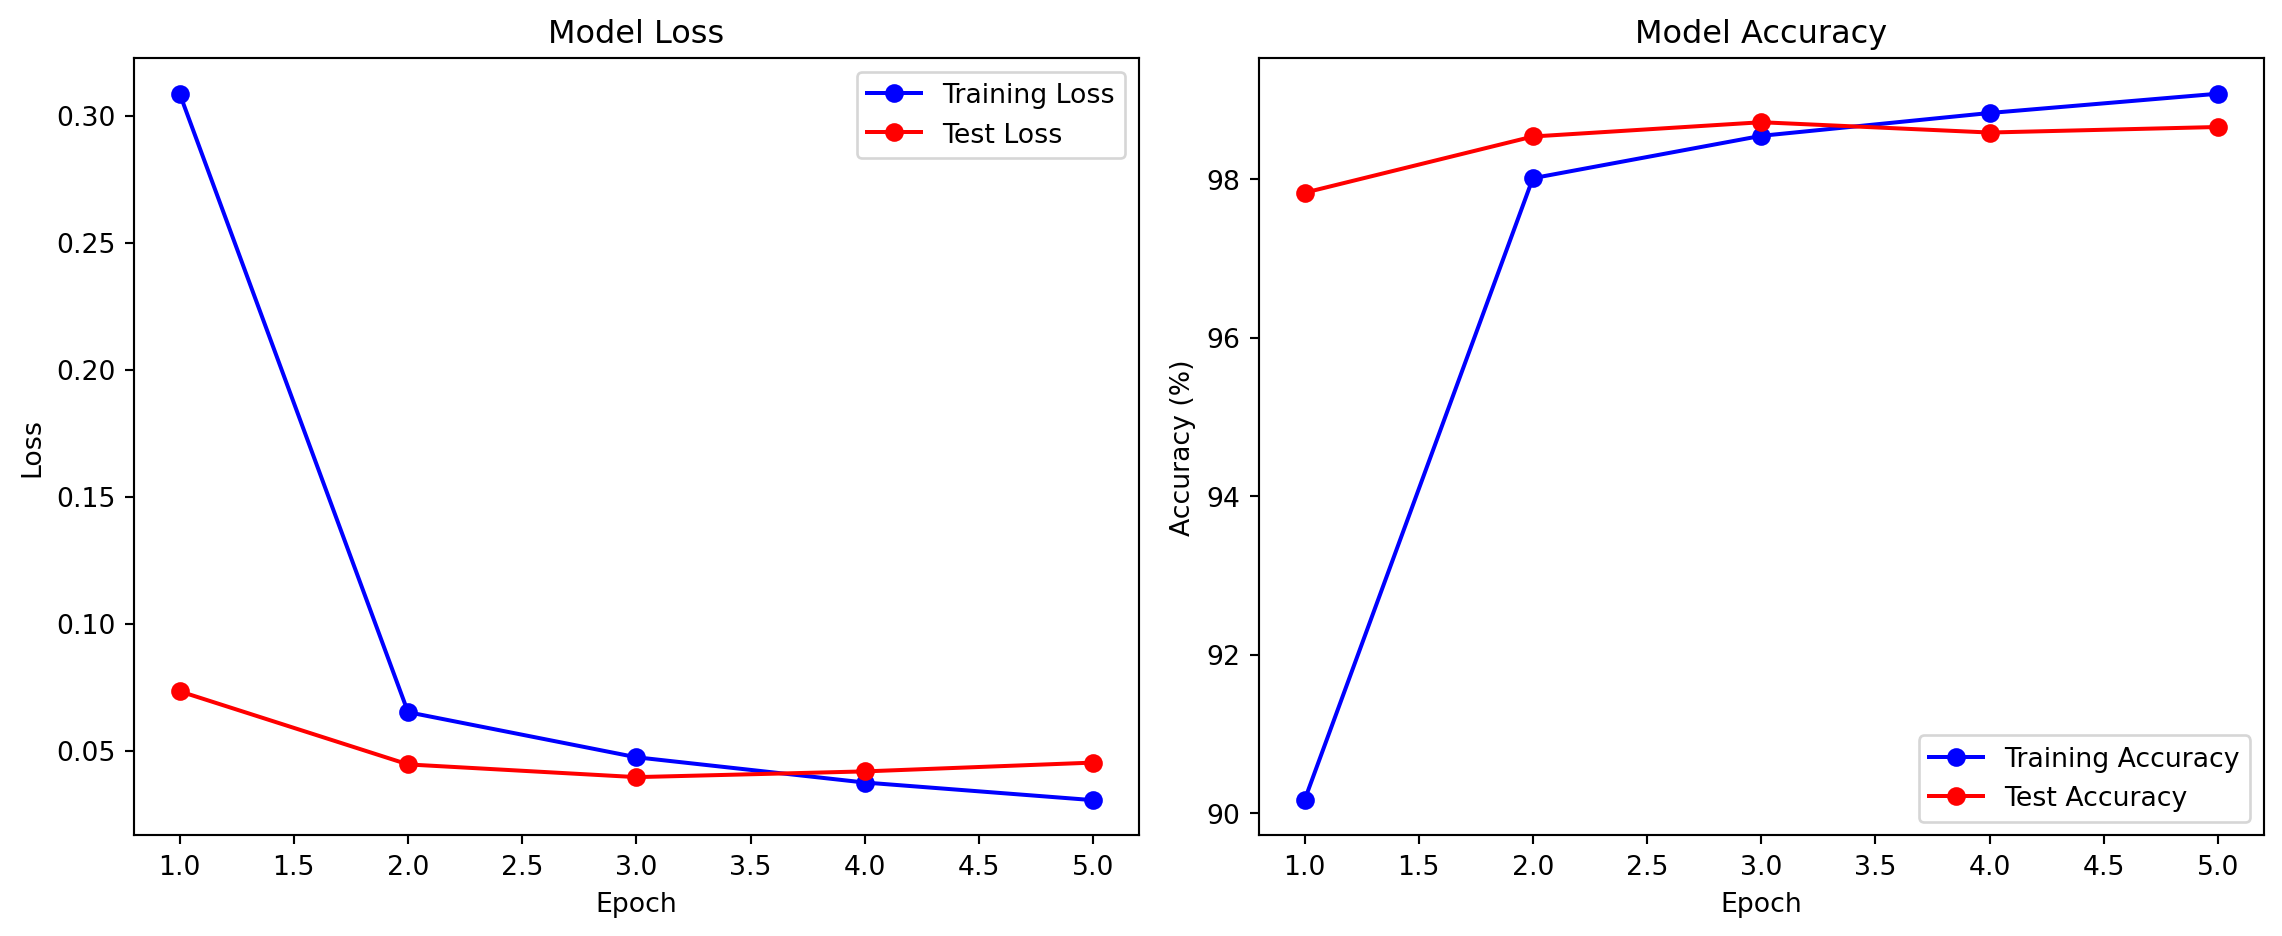 Model Loss
Training Loss
Test Loss
0.30
0.25
0.20
0.15
0.10
0.05
Loss
1.0 1.5 2.0 2.5 3.0 3.5 4.0 4.5 5.0
Epoch
Model Accuracy
98
96
94
92
90
Accuracy (%)
Training Accuracy
Test Accuracy
1.0 1.5 2.0 2.5 3.0 3.5 4.0 4.5 5.0
Epoch